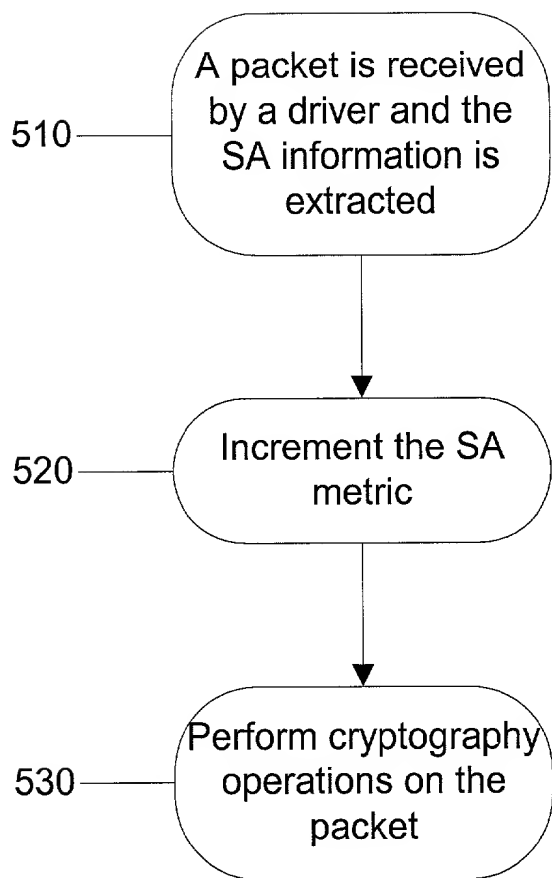 A packet is received
by a driver and the
510
SA information is
extracted
Increment the SA
520
metric
Perform cryptography
530
operations on the
packet